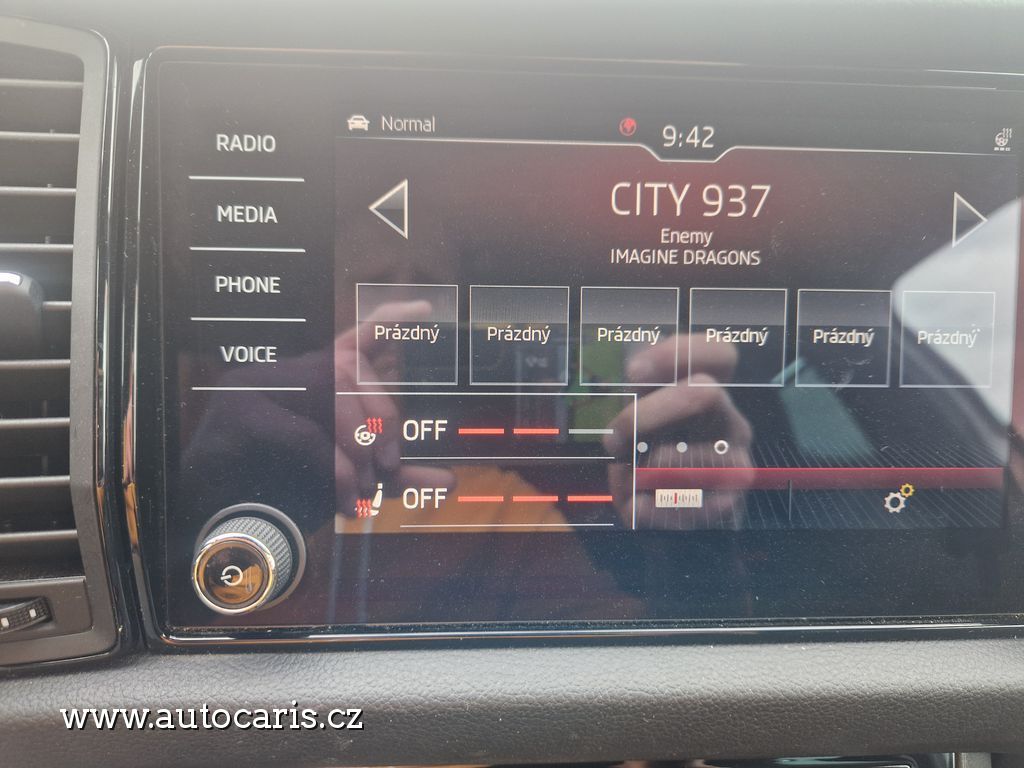 RADIO
MEDIA
PHONE
VOICE
Normal
9:42
CITY 937
Enemy
IMAGINE DRAGONS
Prázdný Prázdný Prázdný Prázdný Prázdný Prázdný
OFF
OFF
www.autocaris.cz